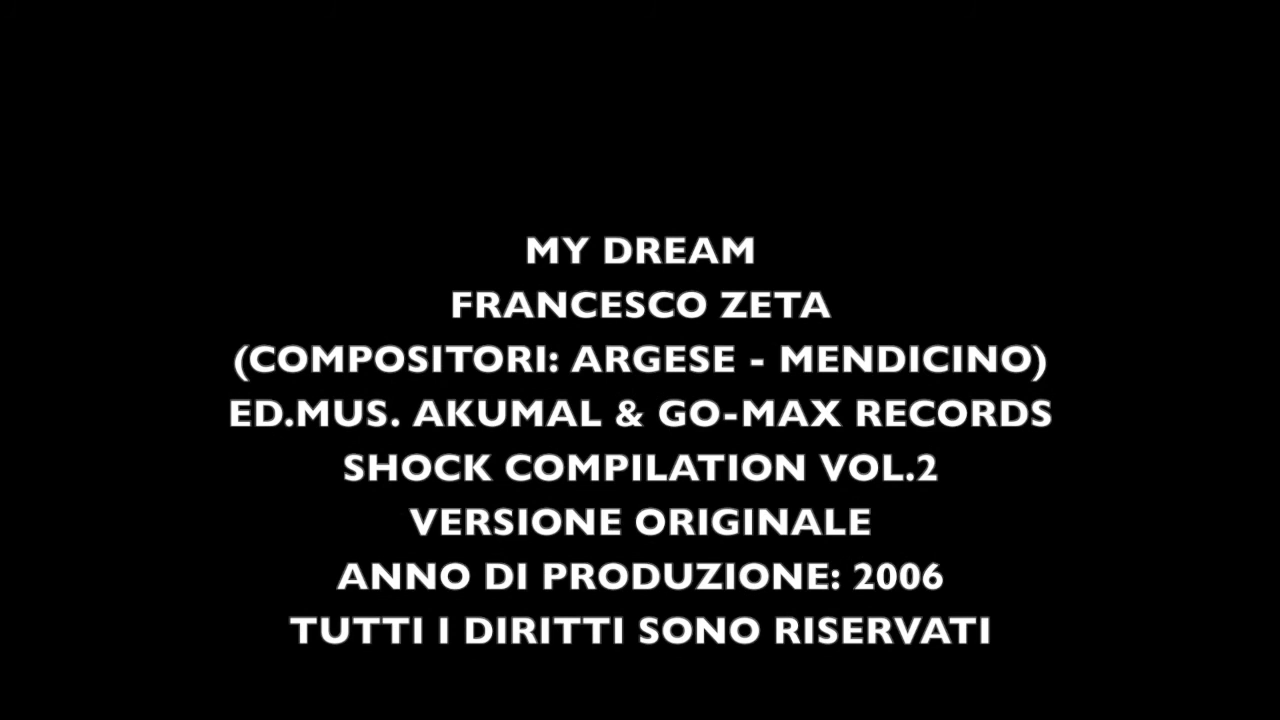 MY DREAM
FRANCESCO ZETA
(COMPOSITORI: ARGESE - MENDICINO)
ED.MUS. AKUMAL & GO-MAX RECORDS
SHOCK COMPILATION VOL.2
VERSIONE ORIGINALE
ANNO DI PRODUZIONE: 2006
TUTTI I DIRITTI SONO RISERVATI